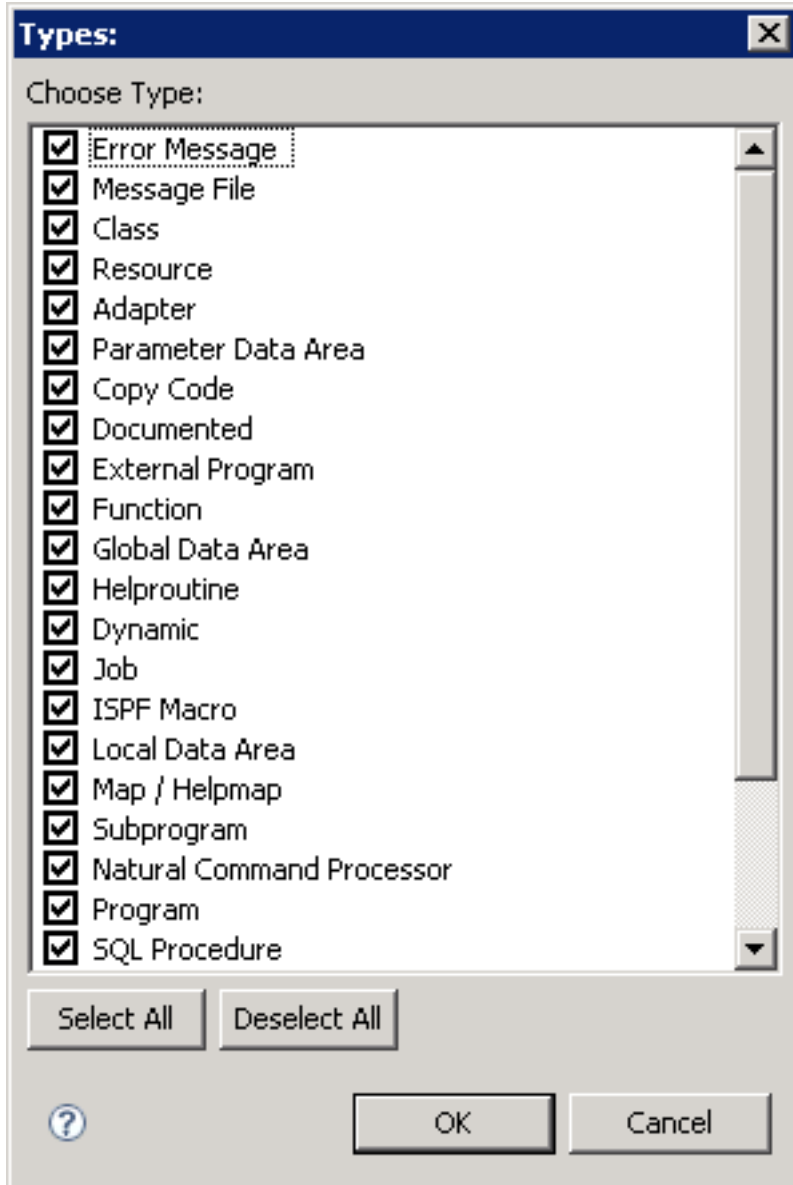 Types:
Choose Type:
Error Message
Message File
Class
Resource
Adapter
Parameter Data Area
Copy Code
Documented
External Program
Function
Global Data Area
Helproutine
Dynamic
Job
ISPF Macro
Local Data Area
Map / Helpmap
Subprogram
Natural Command Processor
Program
SQL Procedure
Select All Deselect All
? OK Cancel